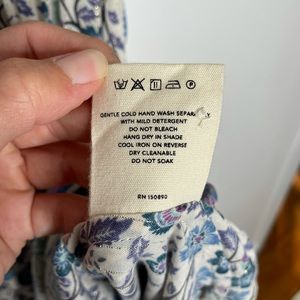 GENTLE COLD HAND WASH SEPARATELY
WITH MILD DETERGENT
DO NOT BLEACH
HANG DRY IN SHADE
COOL IRON ON REVERSE
DRY CLEANABLE
DO NOT SOAK
RN 150890